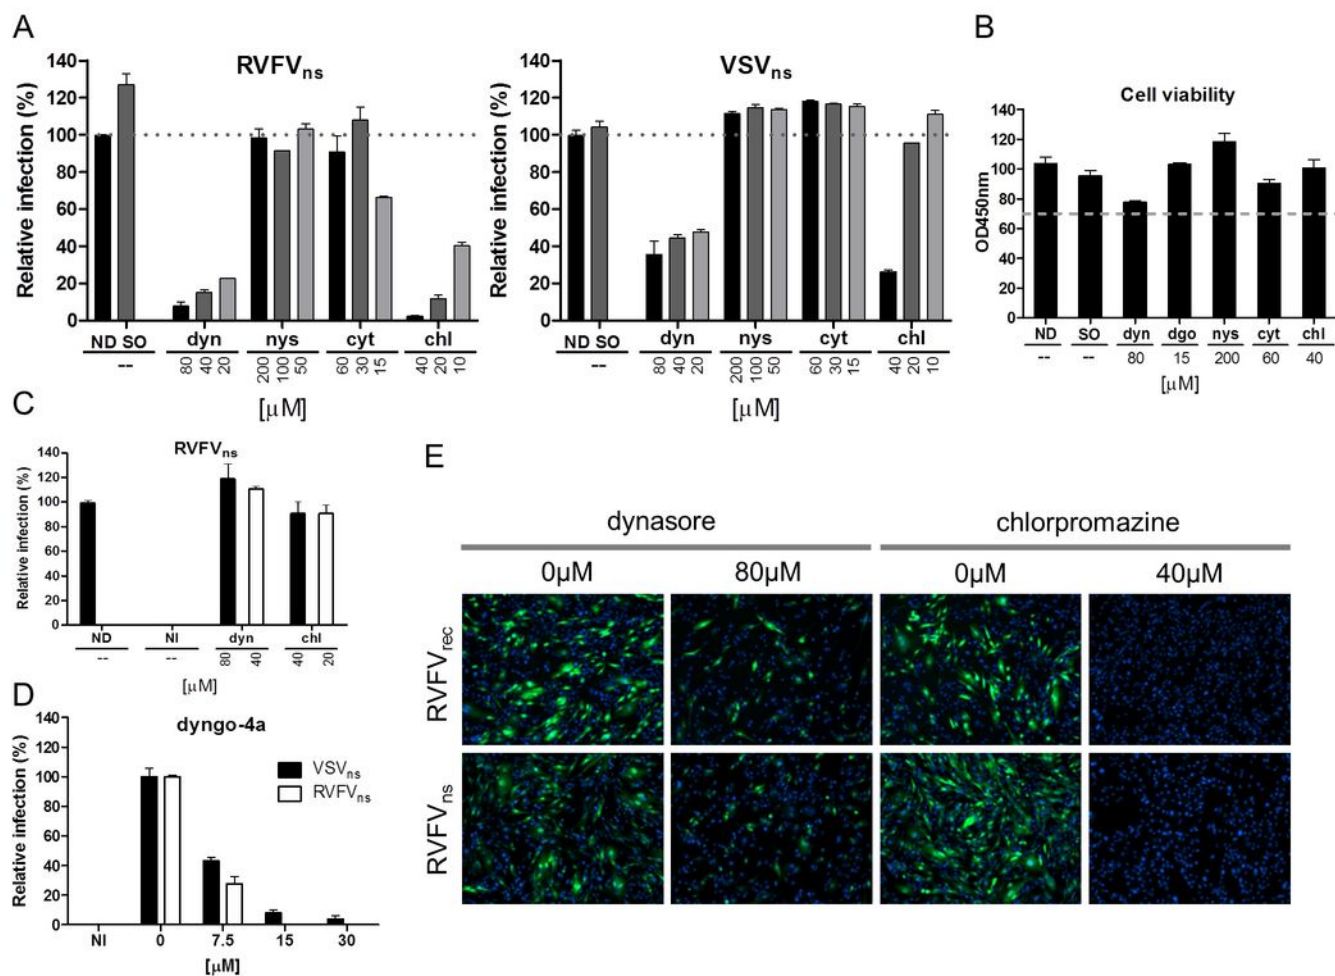 A
RVFVns
Relative infection (%)
140
120
100
80
60
40
20
0
ND SO dyn nys cyt chl
-- 80 40 20 200 100 50 60 30 15 40 20 10
[µM]
VSVns
Relative infection (%)
140
120
100
80
60
40
20
0
ND SO dyn nys cyt chl
-- 80 40 20 200 100 50 60 30 15 40 20 10
[µM]
B
Cell viability
OD450nm
140
120
100
80
60
40
20
0
ND SO dyn dgo nys cyt chl
-- -- 80 15 200 60 40
[µM]
C
RVFVns
Relative infection (%)
140
120
100
80
60
40
20
0
ND NI dyn chl
-- -- 80 40 40 20
[µM]
D
dyngo-4a
Relative infection (%)
140
120
100
80
60
40
20
0
VSVns
RVFVns
NI 0 7.5 15 30
[µM]
E
dynasore chlorpromazine
0µM 80µM 0µM 40µM
RVFVrec
RVFVns